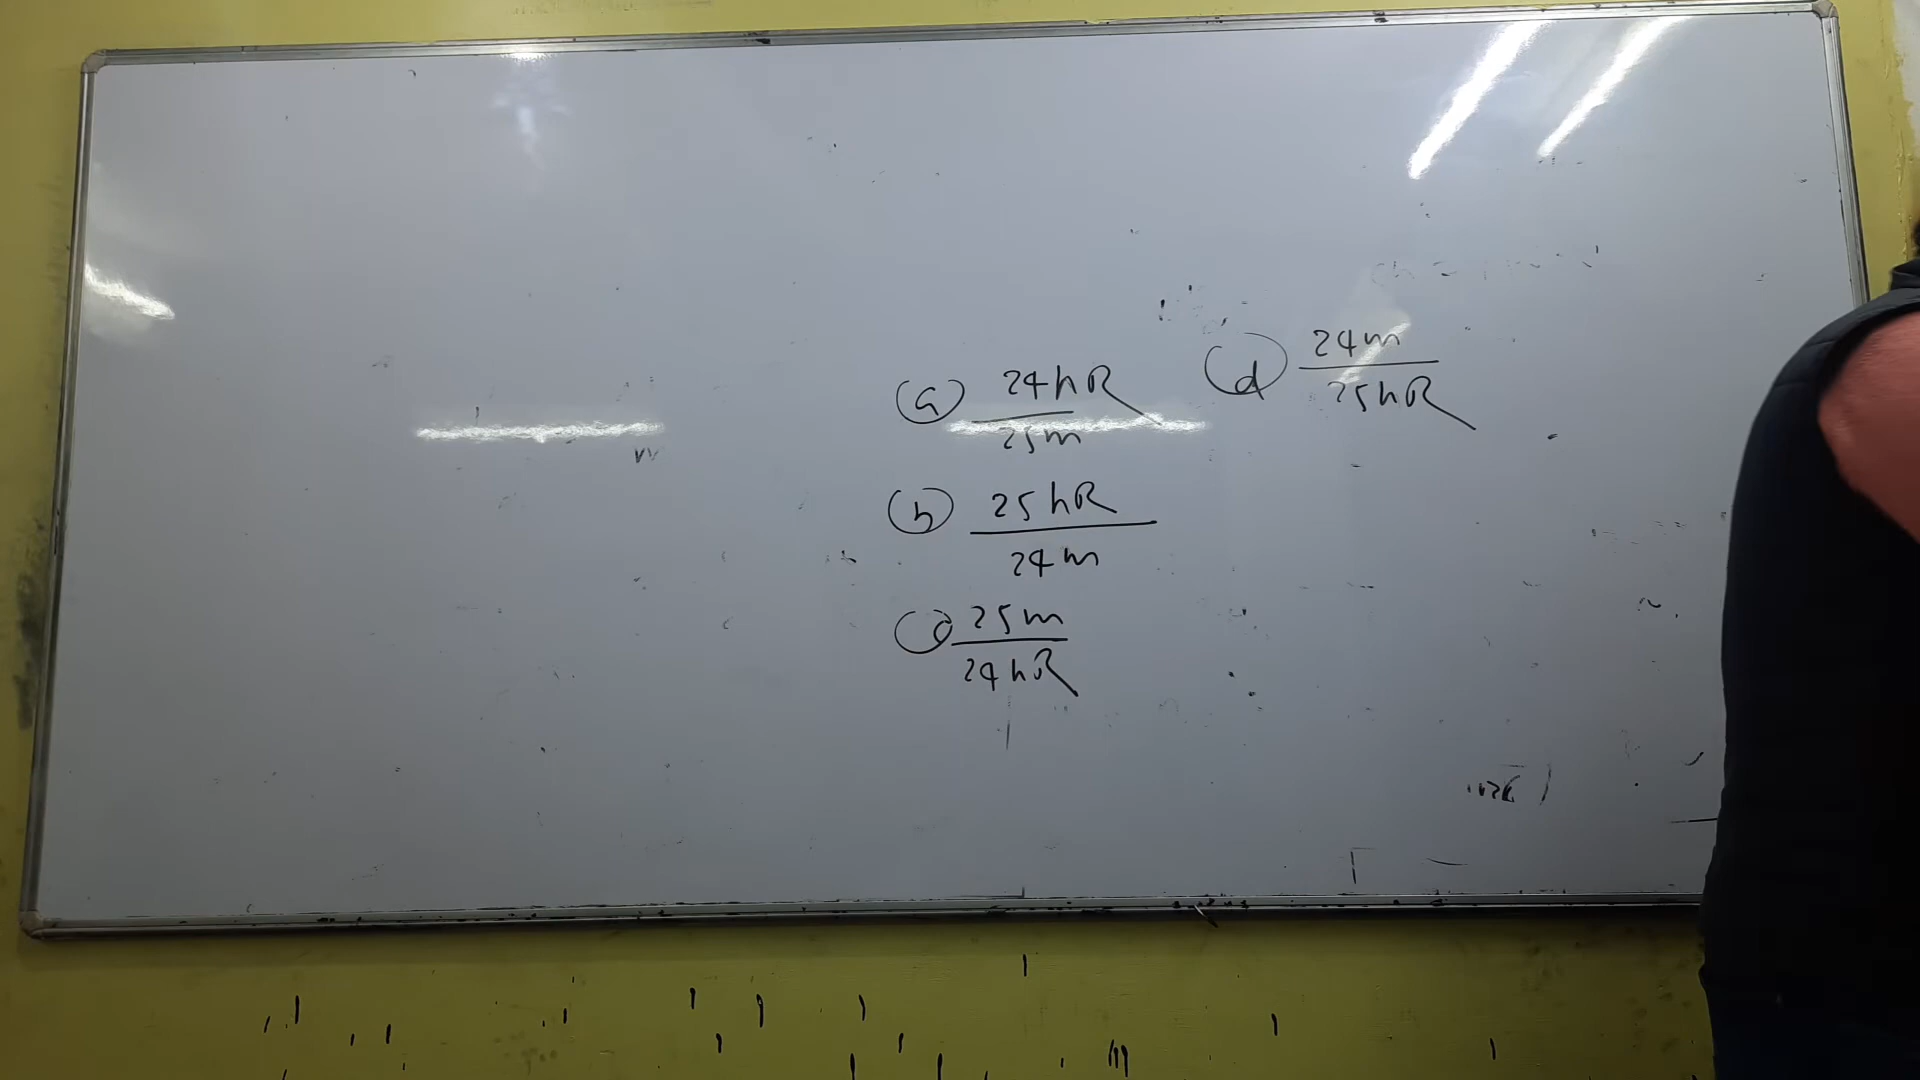 (a) 24hR
25m
(b) 25hR
24m
(c) 25m
24hR
(d) 24m
25hR